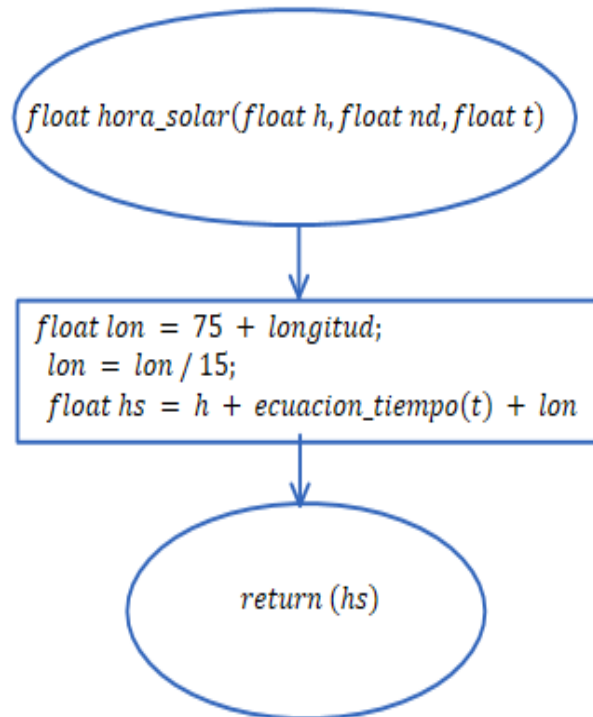 float hora_solar(float h, float nd, float t)
float lon = 75 + longitud;
lon = lon / 15;
float hs = h + ecuacion_tiempo(t) + lon
return (hs)